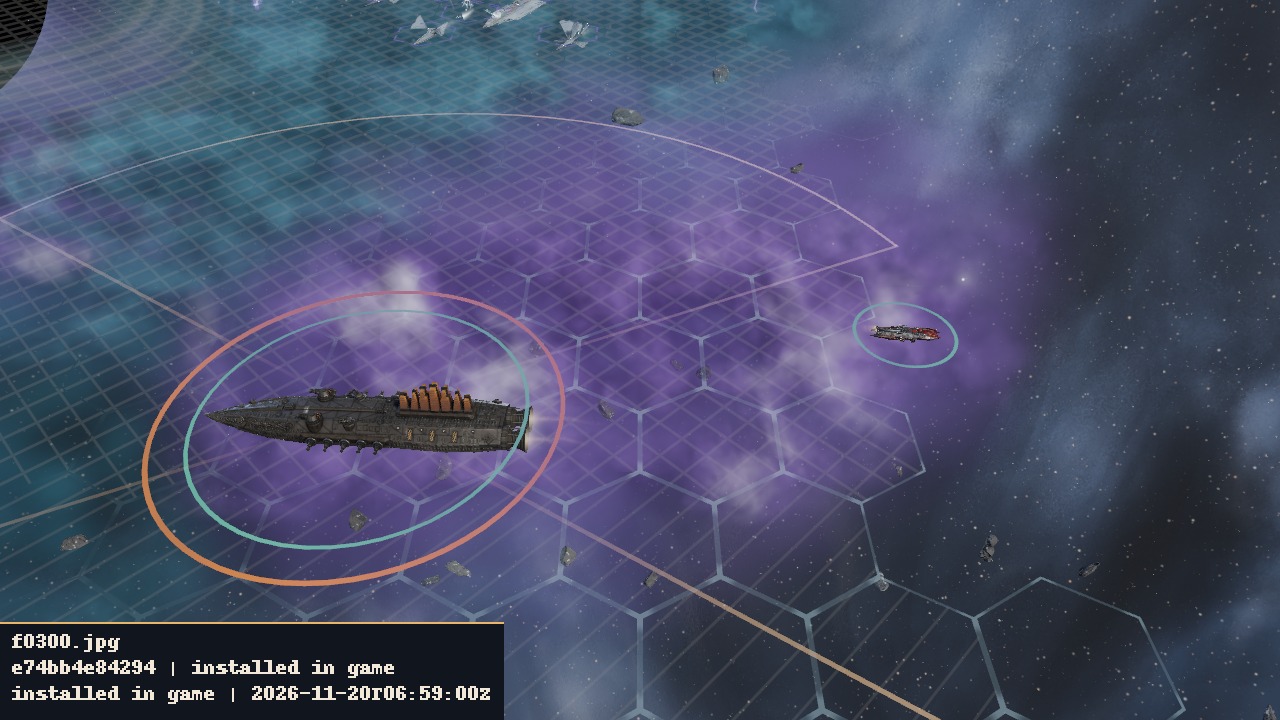 f0300.jpg
e74bb4e84294 | installed in game
installed in game | 2026-11-20T06:59:00z